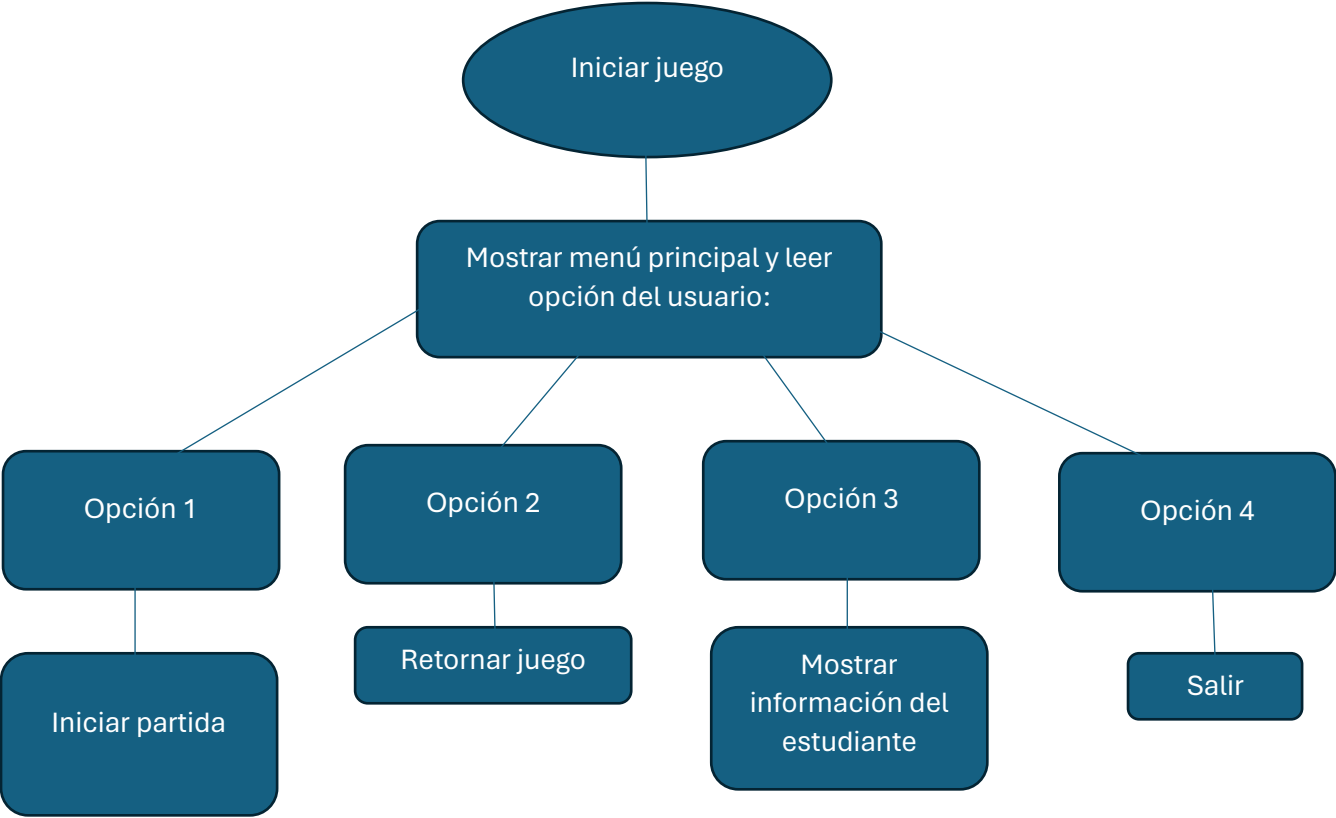 Iniciar juego
Mostrar menú principal y leer
opción del usuario:
Opción 1
Opción 2
Opción 3
Opción 4
Iniciar partida
Retornar juego
Mostrar
información del
estudiante
Salir